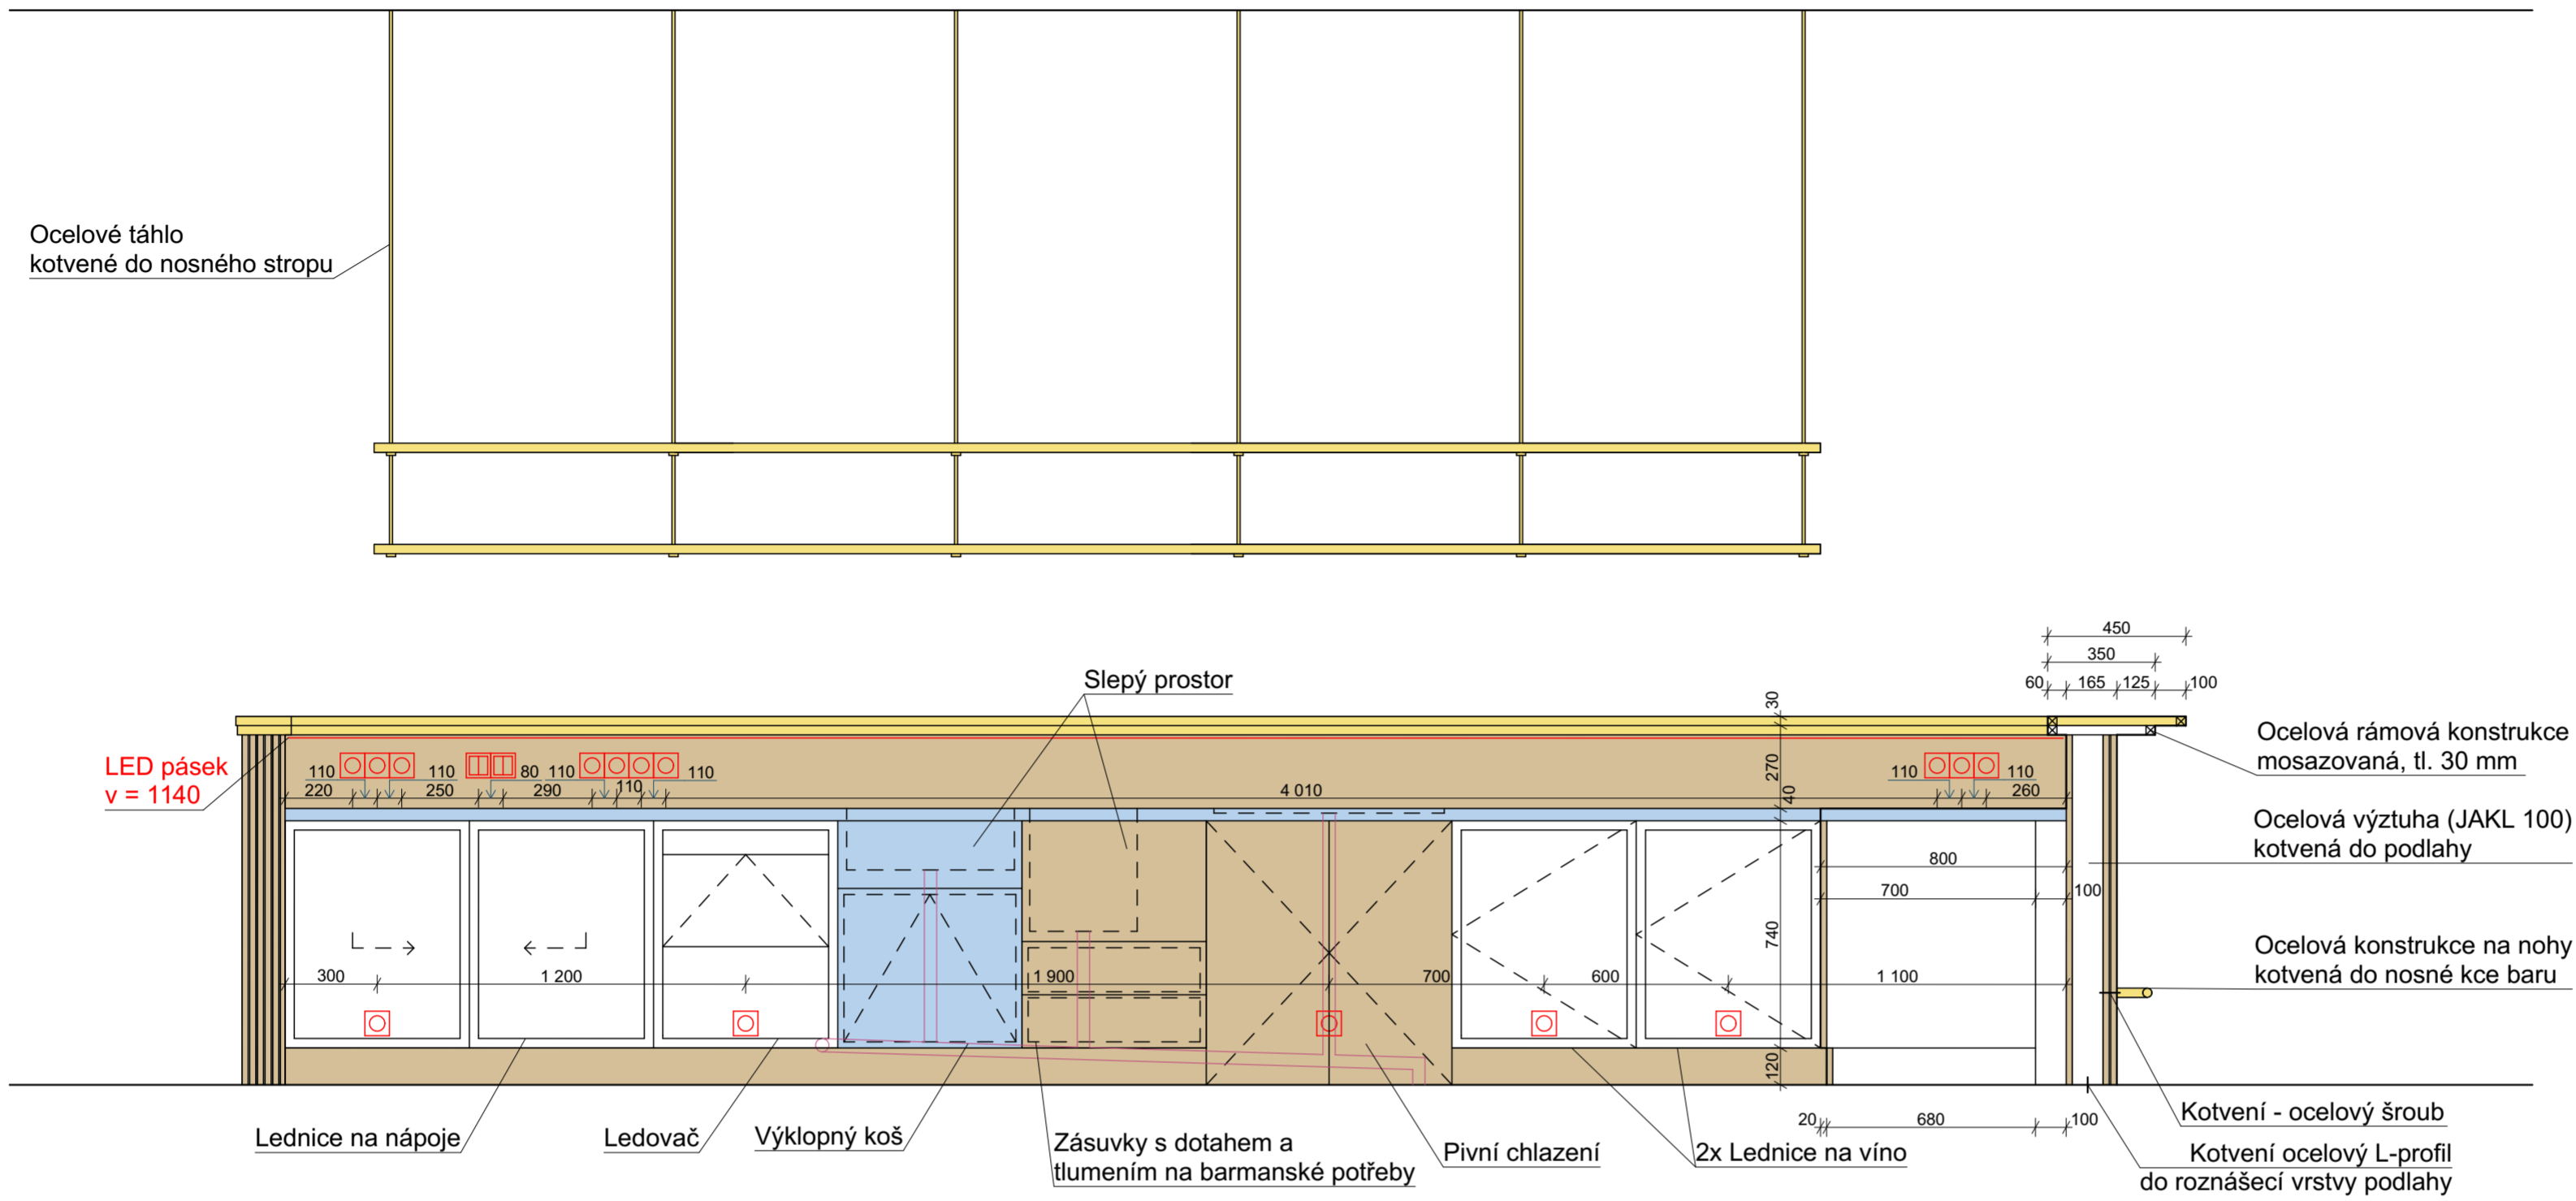 Ocelové táhlo
kotvené do nosného stropu
450
350
60 165 125 100
Slepý prostor
30
LED pásek
v = 1140
110 110 80 110 110 110 110
220 250 290 110 4 010 260
270
40
Ocelová rámová konstrukce
mosazovaná, tl. 30 mm
Ocelová výztuha (JAKL 100)
kotvená do podlahy
800
700 100
740
Ocelová konstrukce na nohy
kotvená do nosné kce baru
300 1 200 1 900 700 600 1 100
120
20 680 100
Lednice na nápoje
Ledovač
Výklopný koš
Zásuvky s dotahem a
tlumením na barmanské potřeby
Pivní chlazení
2x Lednice na víno
Kotvení - ocelový šroub
Kotvení ocelový L-profil
do roznášecí vrstvy podlahy